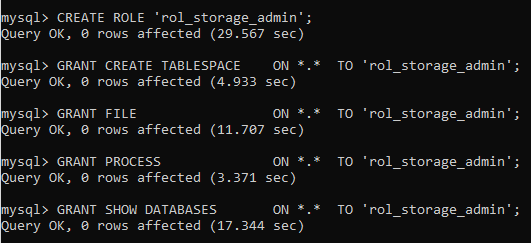 mysql> CREATE ROLE 'rol_storage_admin';
Query OK, 0 rows affected (29.567 sec)
mysql> GRANT CREATE TABLESPACE    ON *.*  TO 'rol_storage_admin';
Query OK, 0 rows affected (4.933 sec)
mysql> GRANT FILE                 ON *.*  TO 'rol_storage_admin';
Query OK, 0 rows affected (11.707 sec)
mysql> GRANT PROCESS              ON *.*  TO 'rol_storage_admin';
Query OK, 0 rows affected (3.371 sec)
mysql> GRANT SHOW DATABASES       ON *.*  TO 'rol_storage_admin';
Query OK, 0 rows affected (17.344 sec)